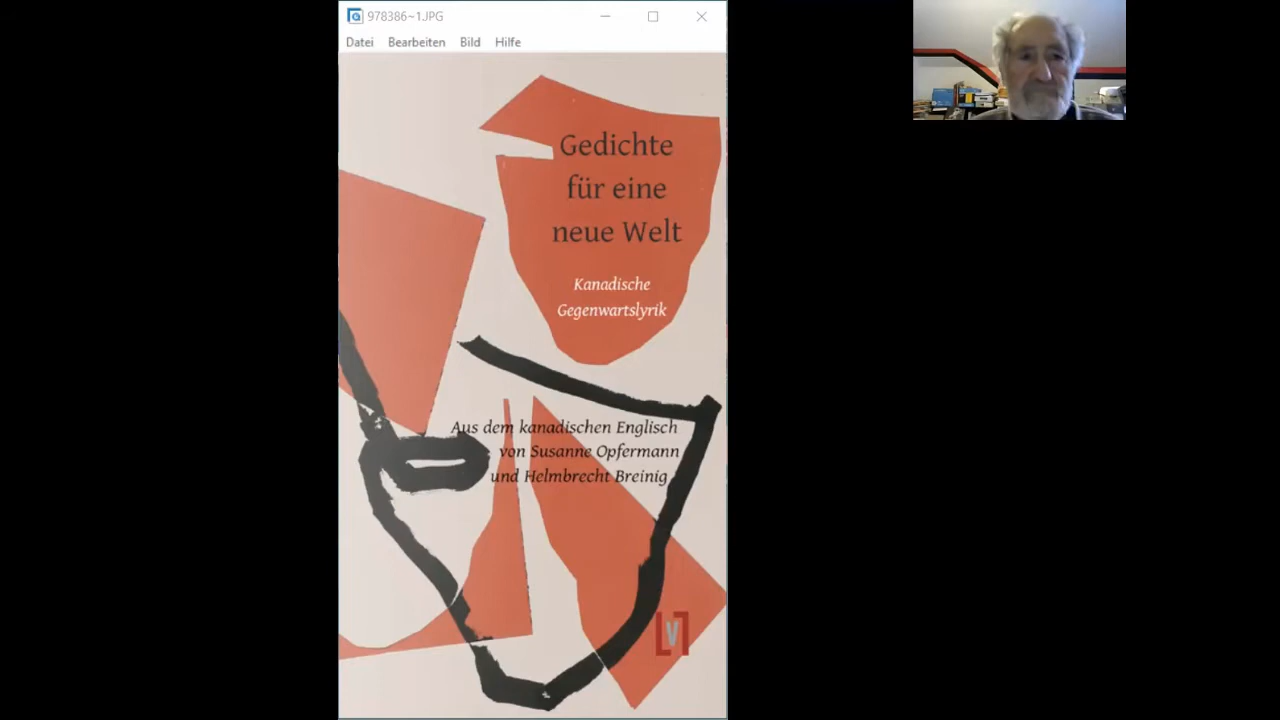 978386~1.JPG
Datei Bearbeiten Bild Hilfe
Gedichte
für eine
neue Welt
Kanadische
Gegenwartslyrik
Aus dem kanadischen Englisch
von Susanne Opfermann
und Helmbrecht Breinig
LV